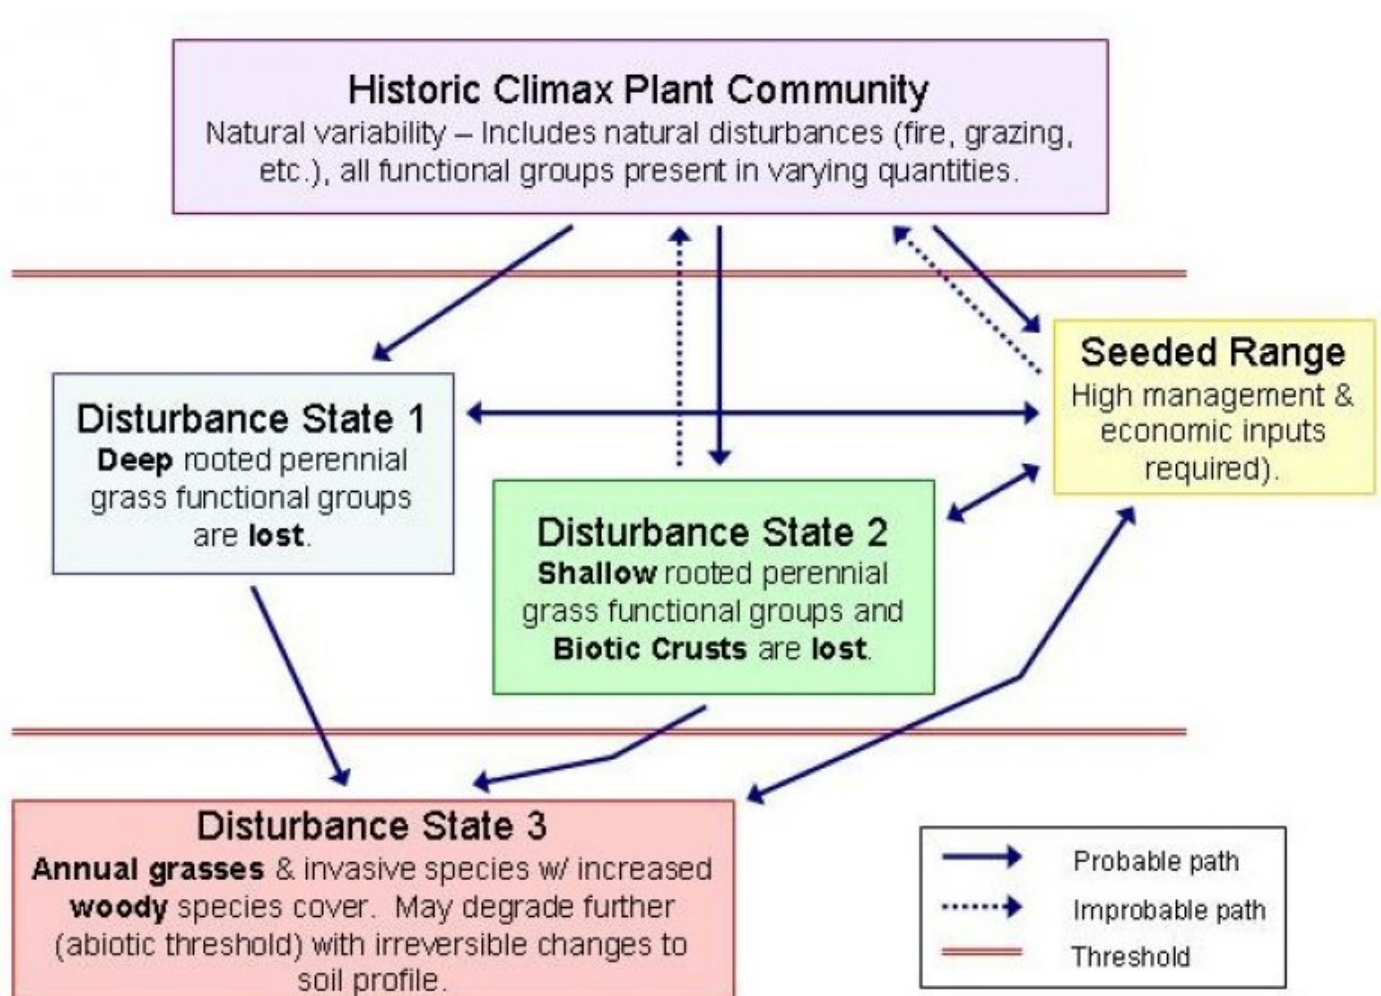 Historic Climax Plant Community
Natural variability – Includes natural disturbances (fire, grazing,
etc.), all functional groups present in varying quantities.
Seeded Range
High management &
economic inputs
required).
Disturbance State 1
Deep rooted perennial
grass functional groups
are lost.
Disturbance State 2
Shallow rooted perennial
grass functional groups and
Biotic Crusts are lost.
Disturbance State 3
Annual grasses & invasive species w/ increased
woody species cover. May degrade further
(abiotic threshold) with irreversible changes to
soil profile.
Probable path
Improbable path
Threshold